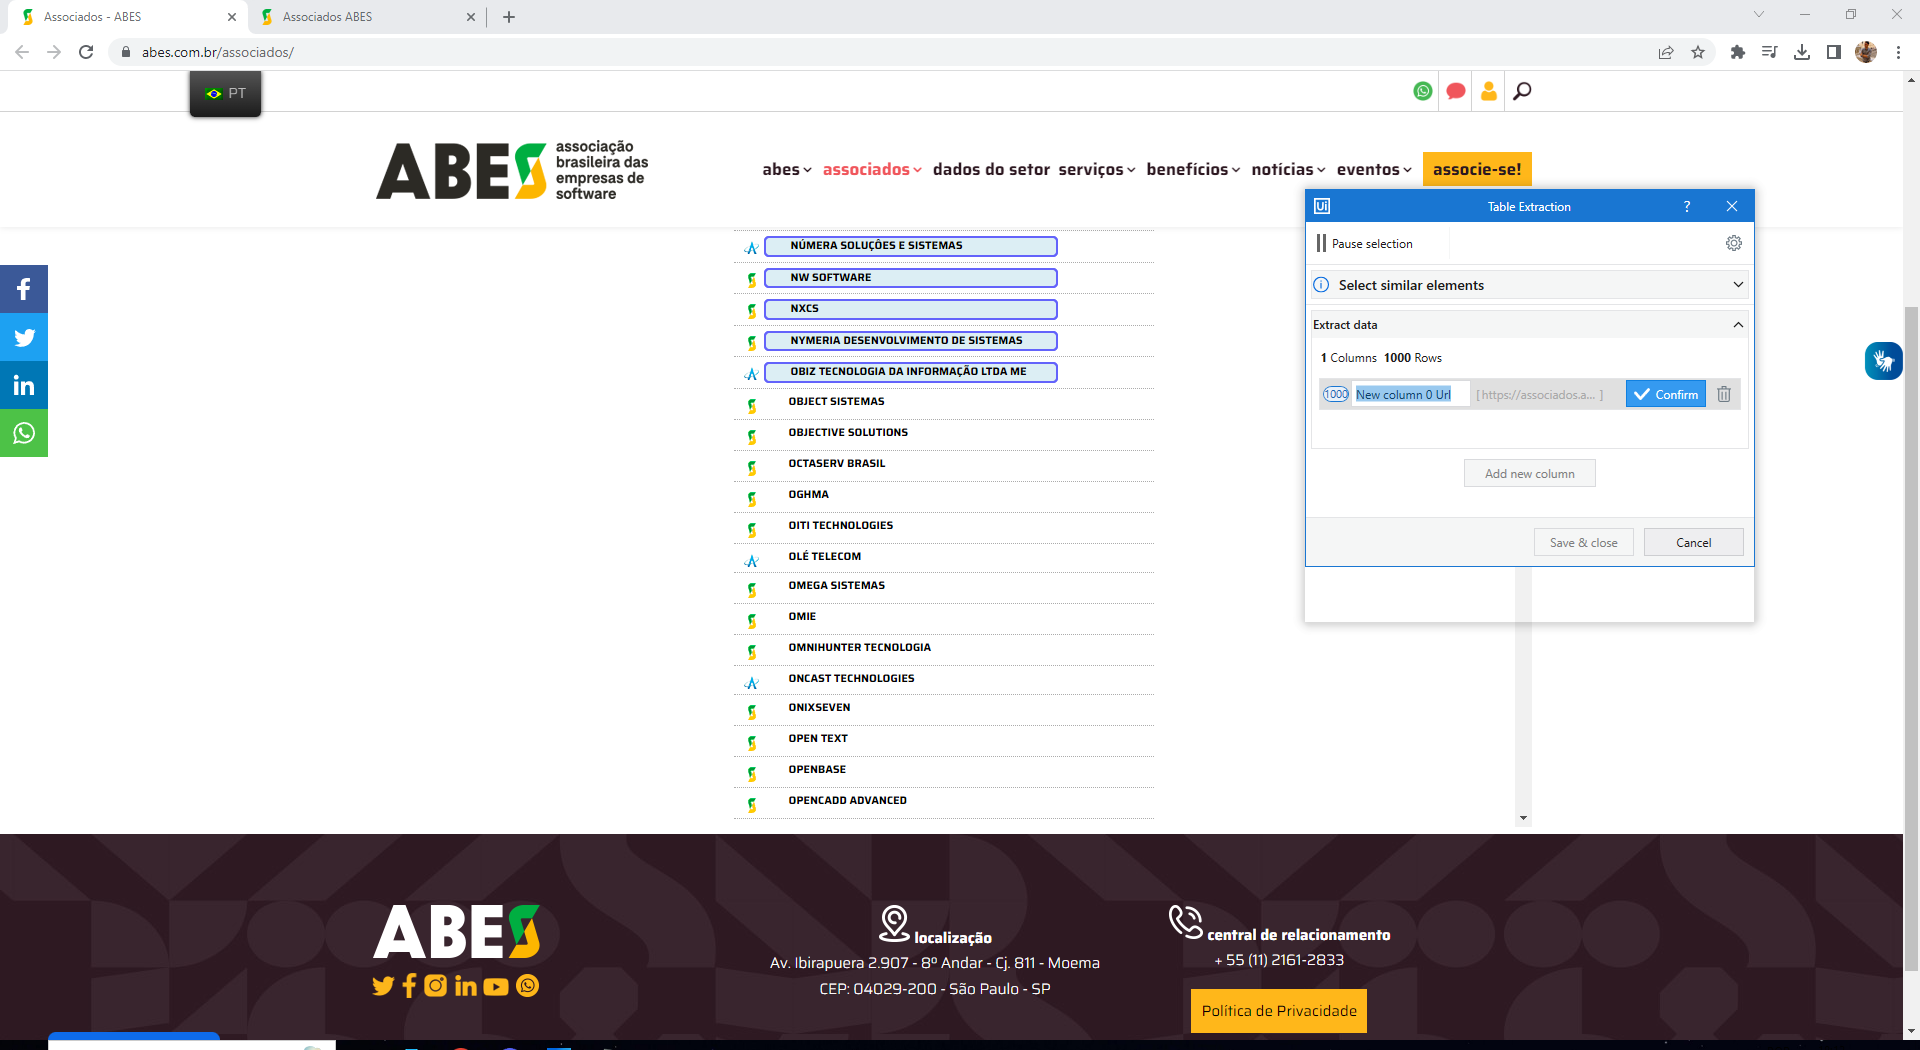 Associados - ABES
Associados ABES
abes.com.br/associados/
PT
ABES
associação
brasileira das
empresas de
software
abes
associados
dados do setor
serviços
benefícios
notícias
eventos
associe-se!
NÚMERA SOLUÇÕES E SISTEMAS
NW SOFTWARE
NXCS
NYMERIA DESENVOLVIMENTO DE SISTEMAS
OBIZ TECNOLOGIA DA INFORMAÇÃO LTDA ME
OBJECT SISTEMAS
OBJECTIVE SOLUTIONS
OCTASERV BRASIL
OGHMA
OITI TECHNOLOGIES
OLÉ TELECOM
OMEGA SISTEMAS
OMIE
OMNIHUNTER TECNOLOGIA
ONCAST TECHNOLOGIES
ONIXSEVEN
OPEN TEXT
OPENBASE
OPENCADD ADVANCED
Ui
Table Extraction
?
Pause selection
Select similar elements
Extract data
1 Columns 1000 Rows
1000
New column 0 Url
[ https://associados.a... ]
Confirm
Add new column
Save & close
Cancel
ABES
localização
Av. Ibirapuera 2.907 - 8º Andar - Cj. 811 - Moema
CEP: 04029-200 - São Paulo - SP
central de relacionamento
+ 55 (11) 2161-2833
Política de Privacidade